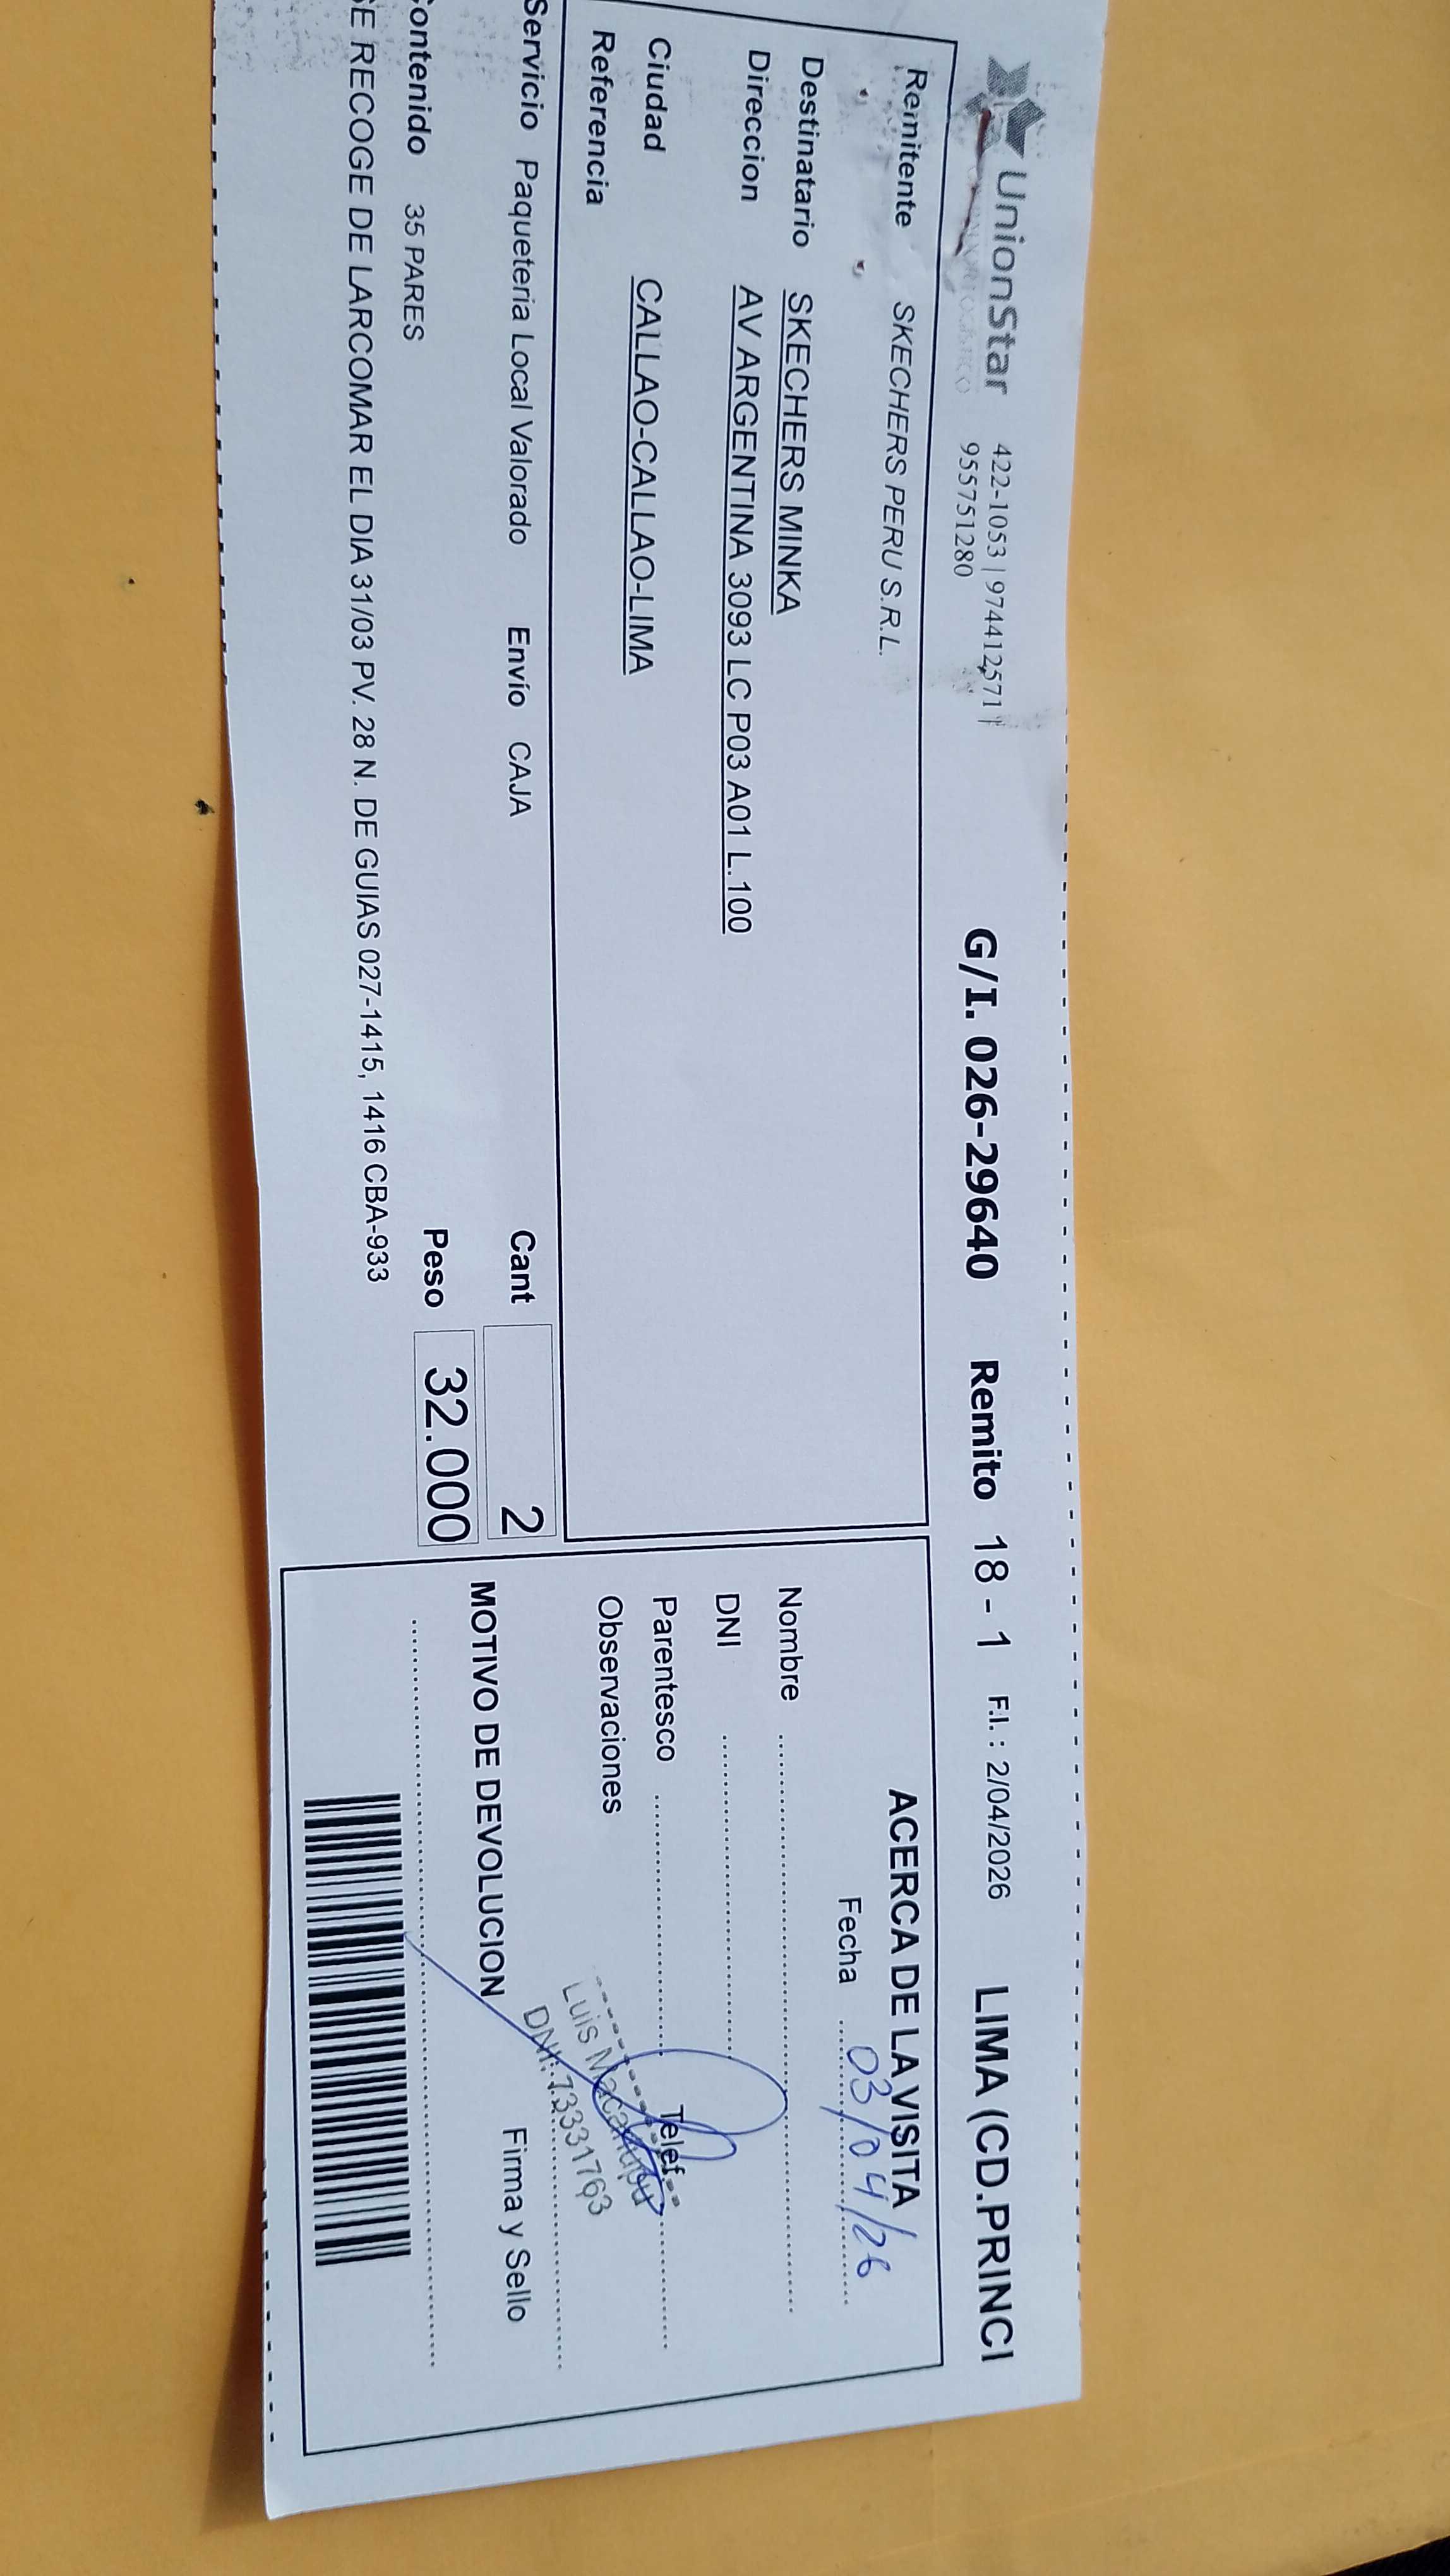 UnionStar
422-1053 | 974412571 |
955751280
G/I. 026-29640 Remito 18 - 1 F.I. : 2/04/2026 LIMA (CD.PRINCI
Remitente SKECHERS PERU S.R.L.
Destinatario SKECHERS MINKA
Direccion AV ARGENTINA 3093 LC P03 A01 L.100
Ciudad CALLAO-CALLAO-LIMA
Referencia
Servicio Paqueteria Local Valorado Envío CAJA Cant 2
ontenido 35 PARES Peso 32.000
SE RECOGE DE LARCOMAR EL DIA 31/03 PV. 28 N. DE GUIAS 027-1415, 1416 CBA-933
ACERCA DE LA VISITA
Fecha 03/04/26
Nombre
DNI
Parentesco Telef.
Observaciones
Luis
DNI: 73331763
MOTIVO DE DEVOLUCION Firma y Sello